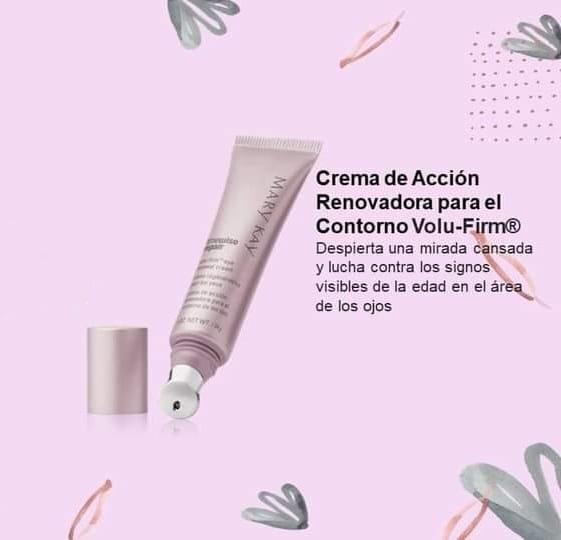 Crema de Acción
Renovadora para el
Contorno Volu-Firm®
Despierta una mirada cansada
y lucha contra los signos
visibles de la edad en el área
de los ojos
MARY KAY
repair